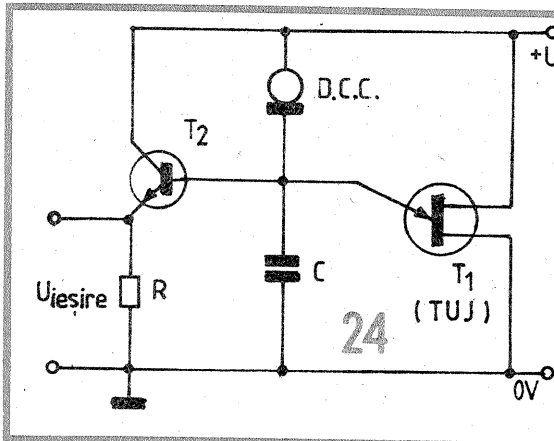 +U
D.C.C.
T2
T1
(TUJ)
C
Uieșire
R
24
0V